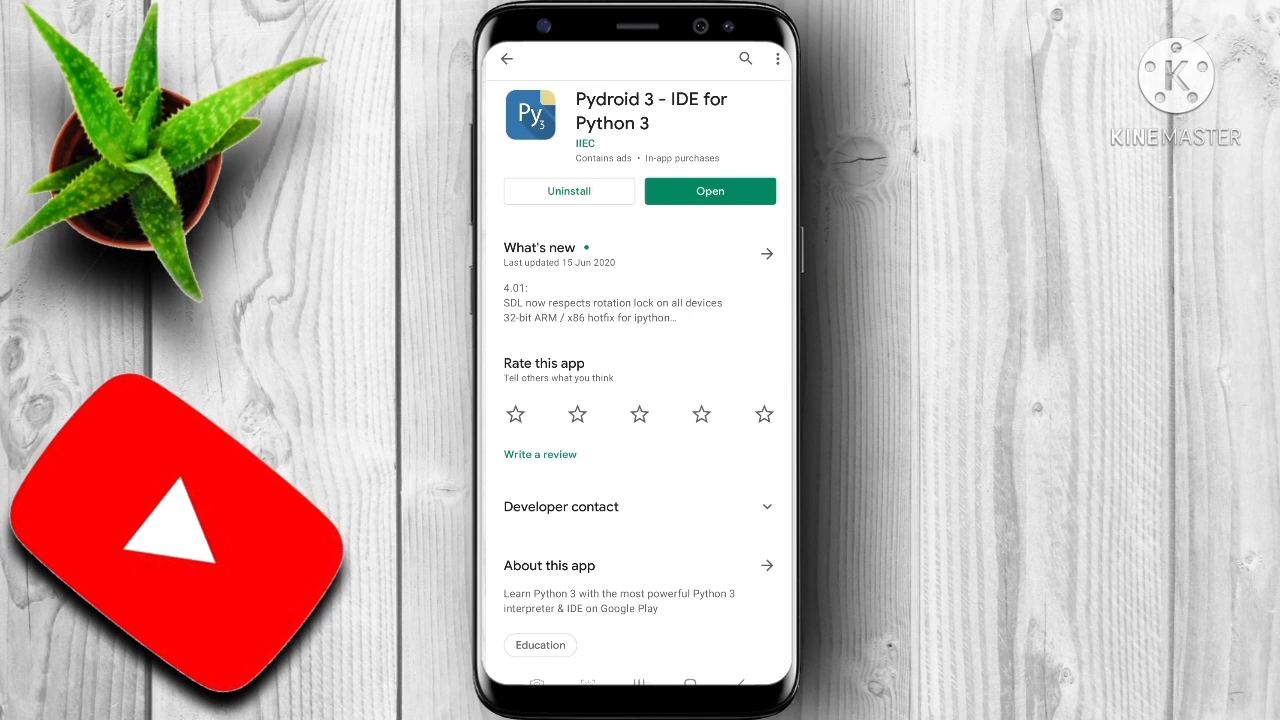 Py
3
Pydroid 3 - IDE for
Python 3
IIEC
Contains ads • In-app purchases
Uninstall
Open
What's new •
Last updated 15 Jun 2020
4.01:
SDL now respects rotation lock on all devices
32-bit ARM / x86 hotfix for ipython...
Rate this app
Tell others what you think
Write a review
Developer contact
About this app
Learn Python 3 with the most powerful Python 3
interpreter & IDE on Google Play
Education
K
KINEMASTER